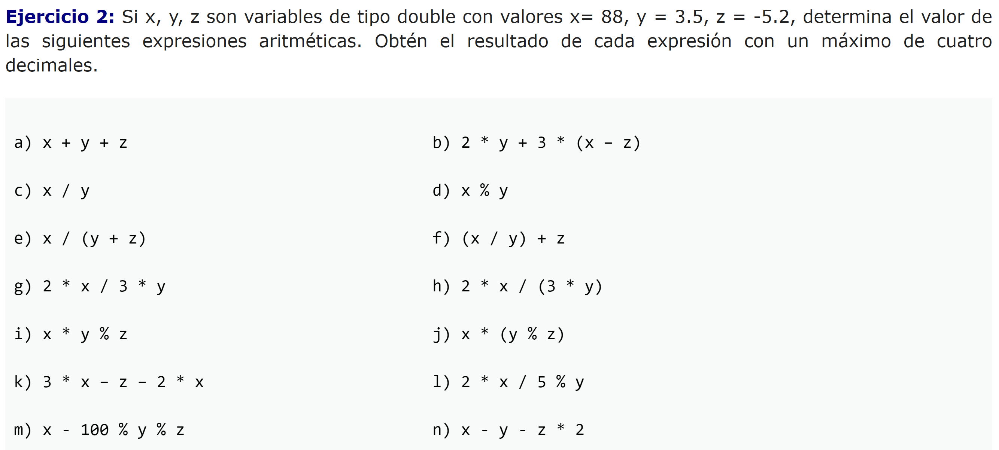 Ejercicio 2: Si x, y, z son variables de tipo double con valores x= 88, y = 3.5, z = -5.2, determina el valor de
las siguientes expresiones aritméticas. Obtén el resultado de cada expresión con un máximo de cuatro
decimales.
a) x + y + z b) 2 * y + 3 * (x – z)
c) x / y d) x % y
e) x / (y + z) f) (x / y) + z
g) 2 * x / 3 * y h) 2 * x / (3 * y)
i) x * y % z j) x * (y % z)
k) 3 * x – z – 2 * x l) 2 * x / 5 % y
m) x - 100 % y % z n) x - y - z * 2